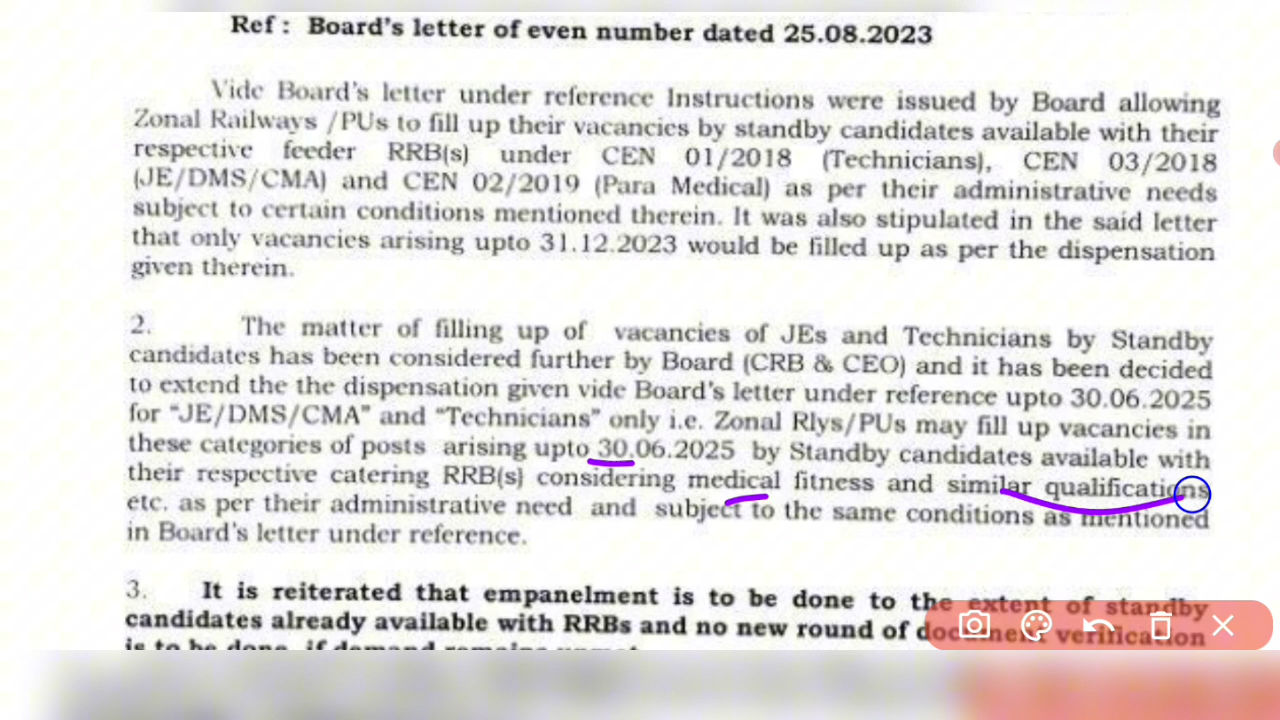 Ref : Board's letter of even number dated 25.08.2023
Vide Board's letter under reference Instructions were issued by Board allowing
Zonal Railways /PUs to fill up their vacancies by standby candidates available with their
respective feeder RRB(s) under CEN 01/2018 (Technicians), CEN 03/2018
(JE/DMS/CMA) and CEN 02/2019 (Para Medical) as per their administrative needs
subject to certain conditions mentioned therein. It was also stipulated in the said letter
that only vacancies arising upto 31.12.2023 would be filled up as per the dispensation
given therein.
2. The matter of filling up of vacancies of JEs and Technicians by Standby
candidates has been considered further by Board (CRB & CEO) and it has been decided
to extend the the dispensation given vide Board's letter under reference upto 30.06.2025
for "JE/DMS/CMA" and "Technicians" only i.e. Zonal Rlys/PUs may fill up vacancies in
these categories of posts arising upto 30.06.2025 by Standby candidates available with
their respective catering RRB(s) considering medical fitness and similar qualifications
etc. as per their administrative need and subject to the same conditions as mentioned
in Board's letter under reference.
3. It is reiterated that empanelment is to be done to the extent of standby
candidates already available with RRBs and no new round of document verification
is to be done, if demand remains unmet.